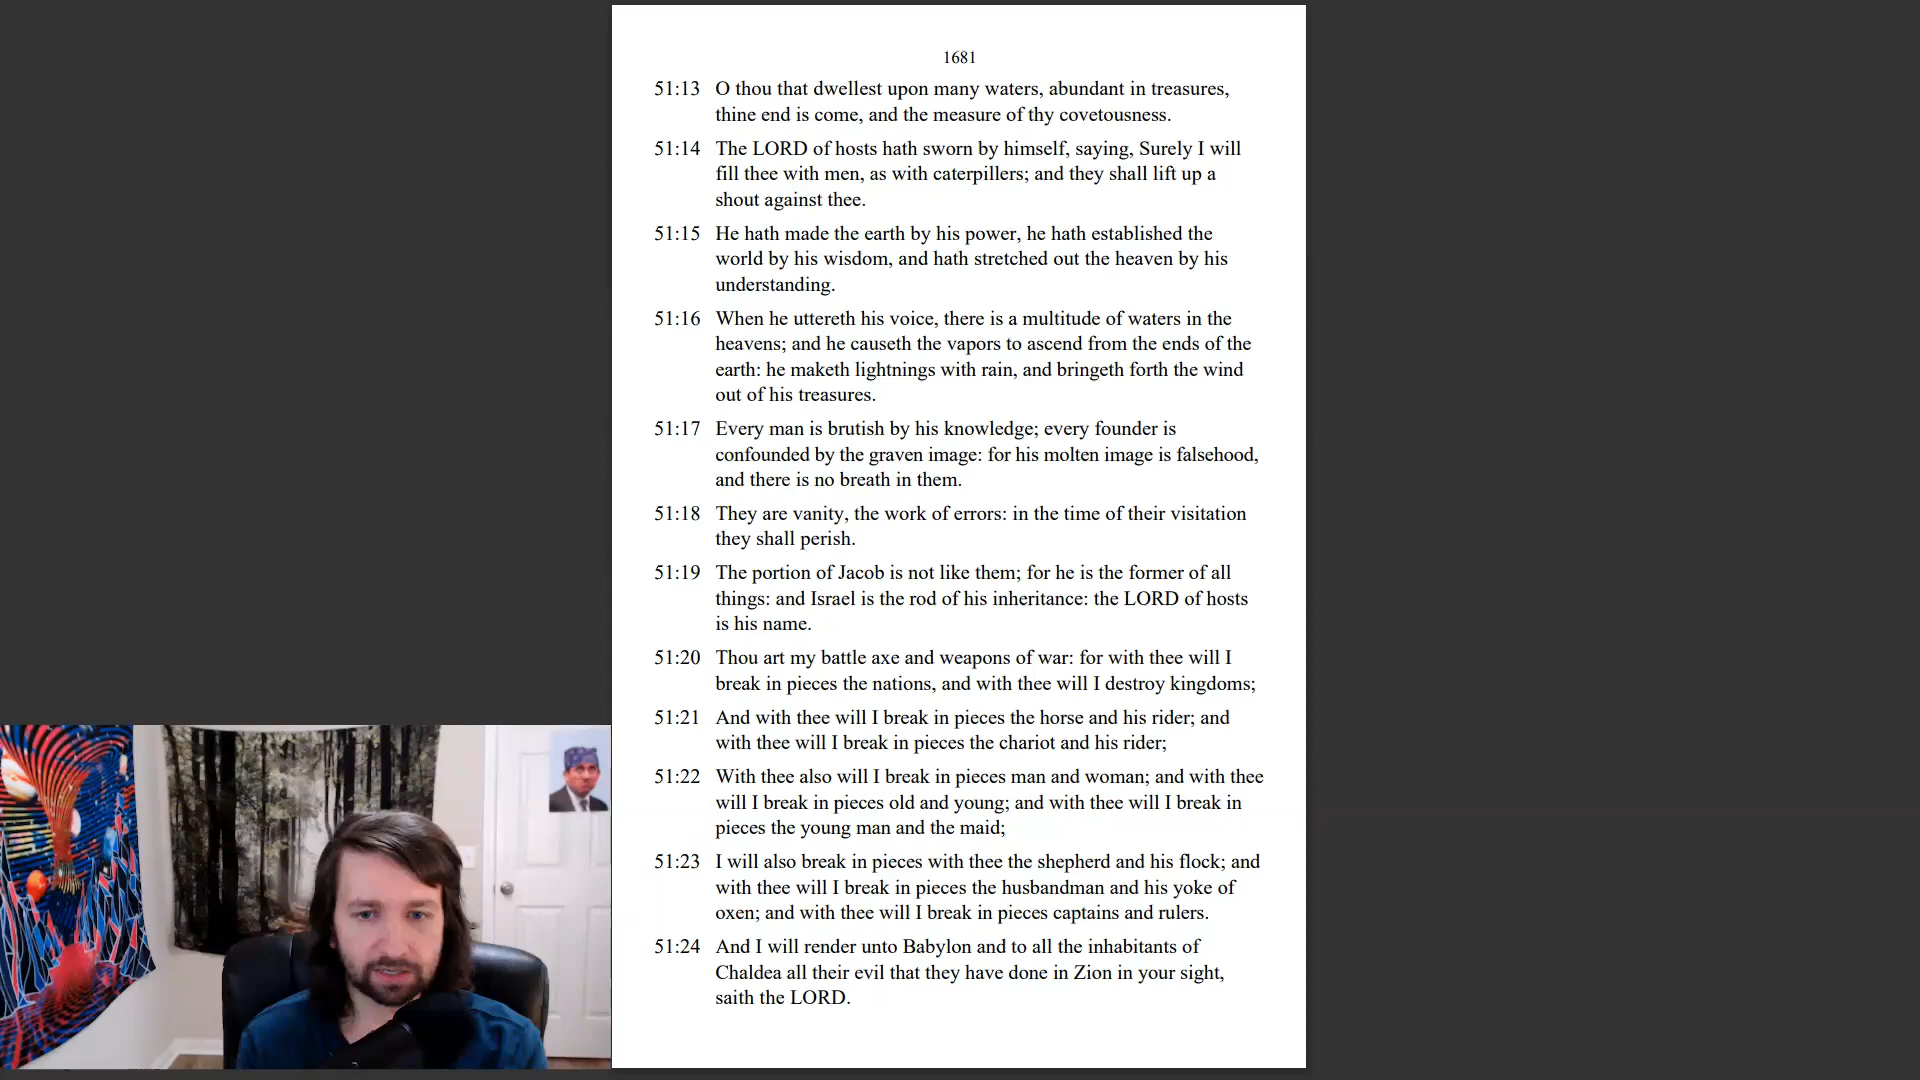 1681
51:13 O thou that dwellest upon many waters, abundant in treasures,
thine end is come, and the measure of thy covetousness.
51:14 The LORD of hosts hath sworn by himself, saying, Surely I will
fill thee with men, as with caterpillers; and they shall lift up a
shout against thee.
51:15 He hath made the earth by his power, he hath established the
world by his wisdom, and hath stretched out the heaven by his
understanding.
51:16 When he uttereth his voice, there is a multitude of waters in the
heavens; and he causeth the vapors to ascend from the ends of the
earth: he maketh lightnings with rain, and bringeth forth the wind
out of his treasures.
51:17 Every man is brutish by his knowledge; every founder is
confounded by the graven image: for his molten image is falsehood,
and there is no breath in them.
51:18 They are vanity, the work of errors: in the time of their visitation
they shall perish.
51:19 The portion of Jacob is not like them; for he is the former of all
things: and Israel is the rod of his inheritance: the LORD of hosts
is his name.
51:20 Thou art my battle axe and weapons of war: for with thee will I
break in pieces the nations, and with thee will I destroy kingdoms;
51:21 And with thee will I break in pieces the horse and his rider; and
with thee will I break in pieces the chariot and his rider;
51:22 With thee also will I break in pieces man and woman; and with thee
will I break in pieces old and young; and with thee will I break in
pieces the young man and the maid;
51:23 I will also break in pieces with thee the shepherd and his flock; and
with thee will I break in pieces the husbandman and his yoke of
oxen; and with thee will I break in pieces captains and rulers.
51:24 And I will render unto Babylon and to all the inhabitants of
Chaldea all their evil that they have done in Zion in your sight,
saith the LORD.